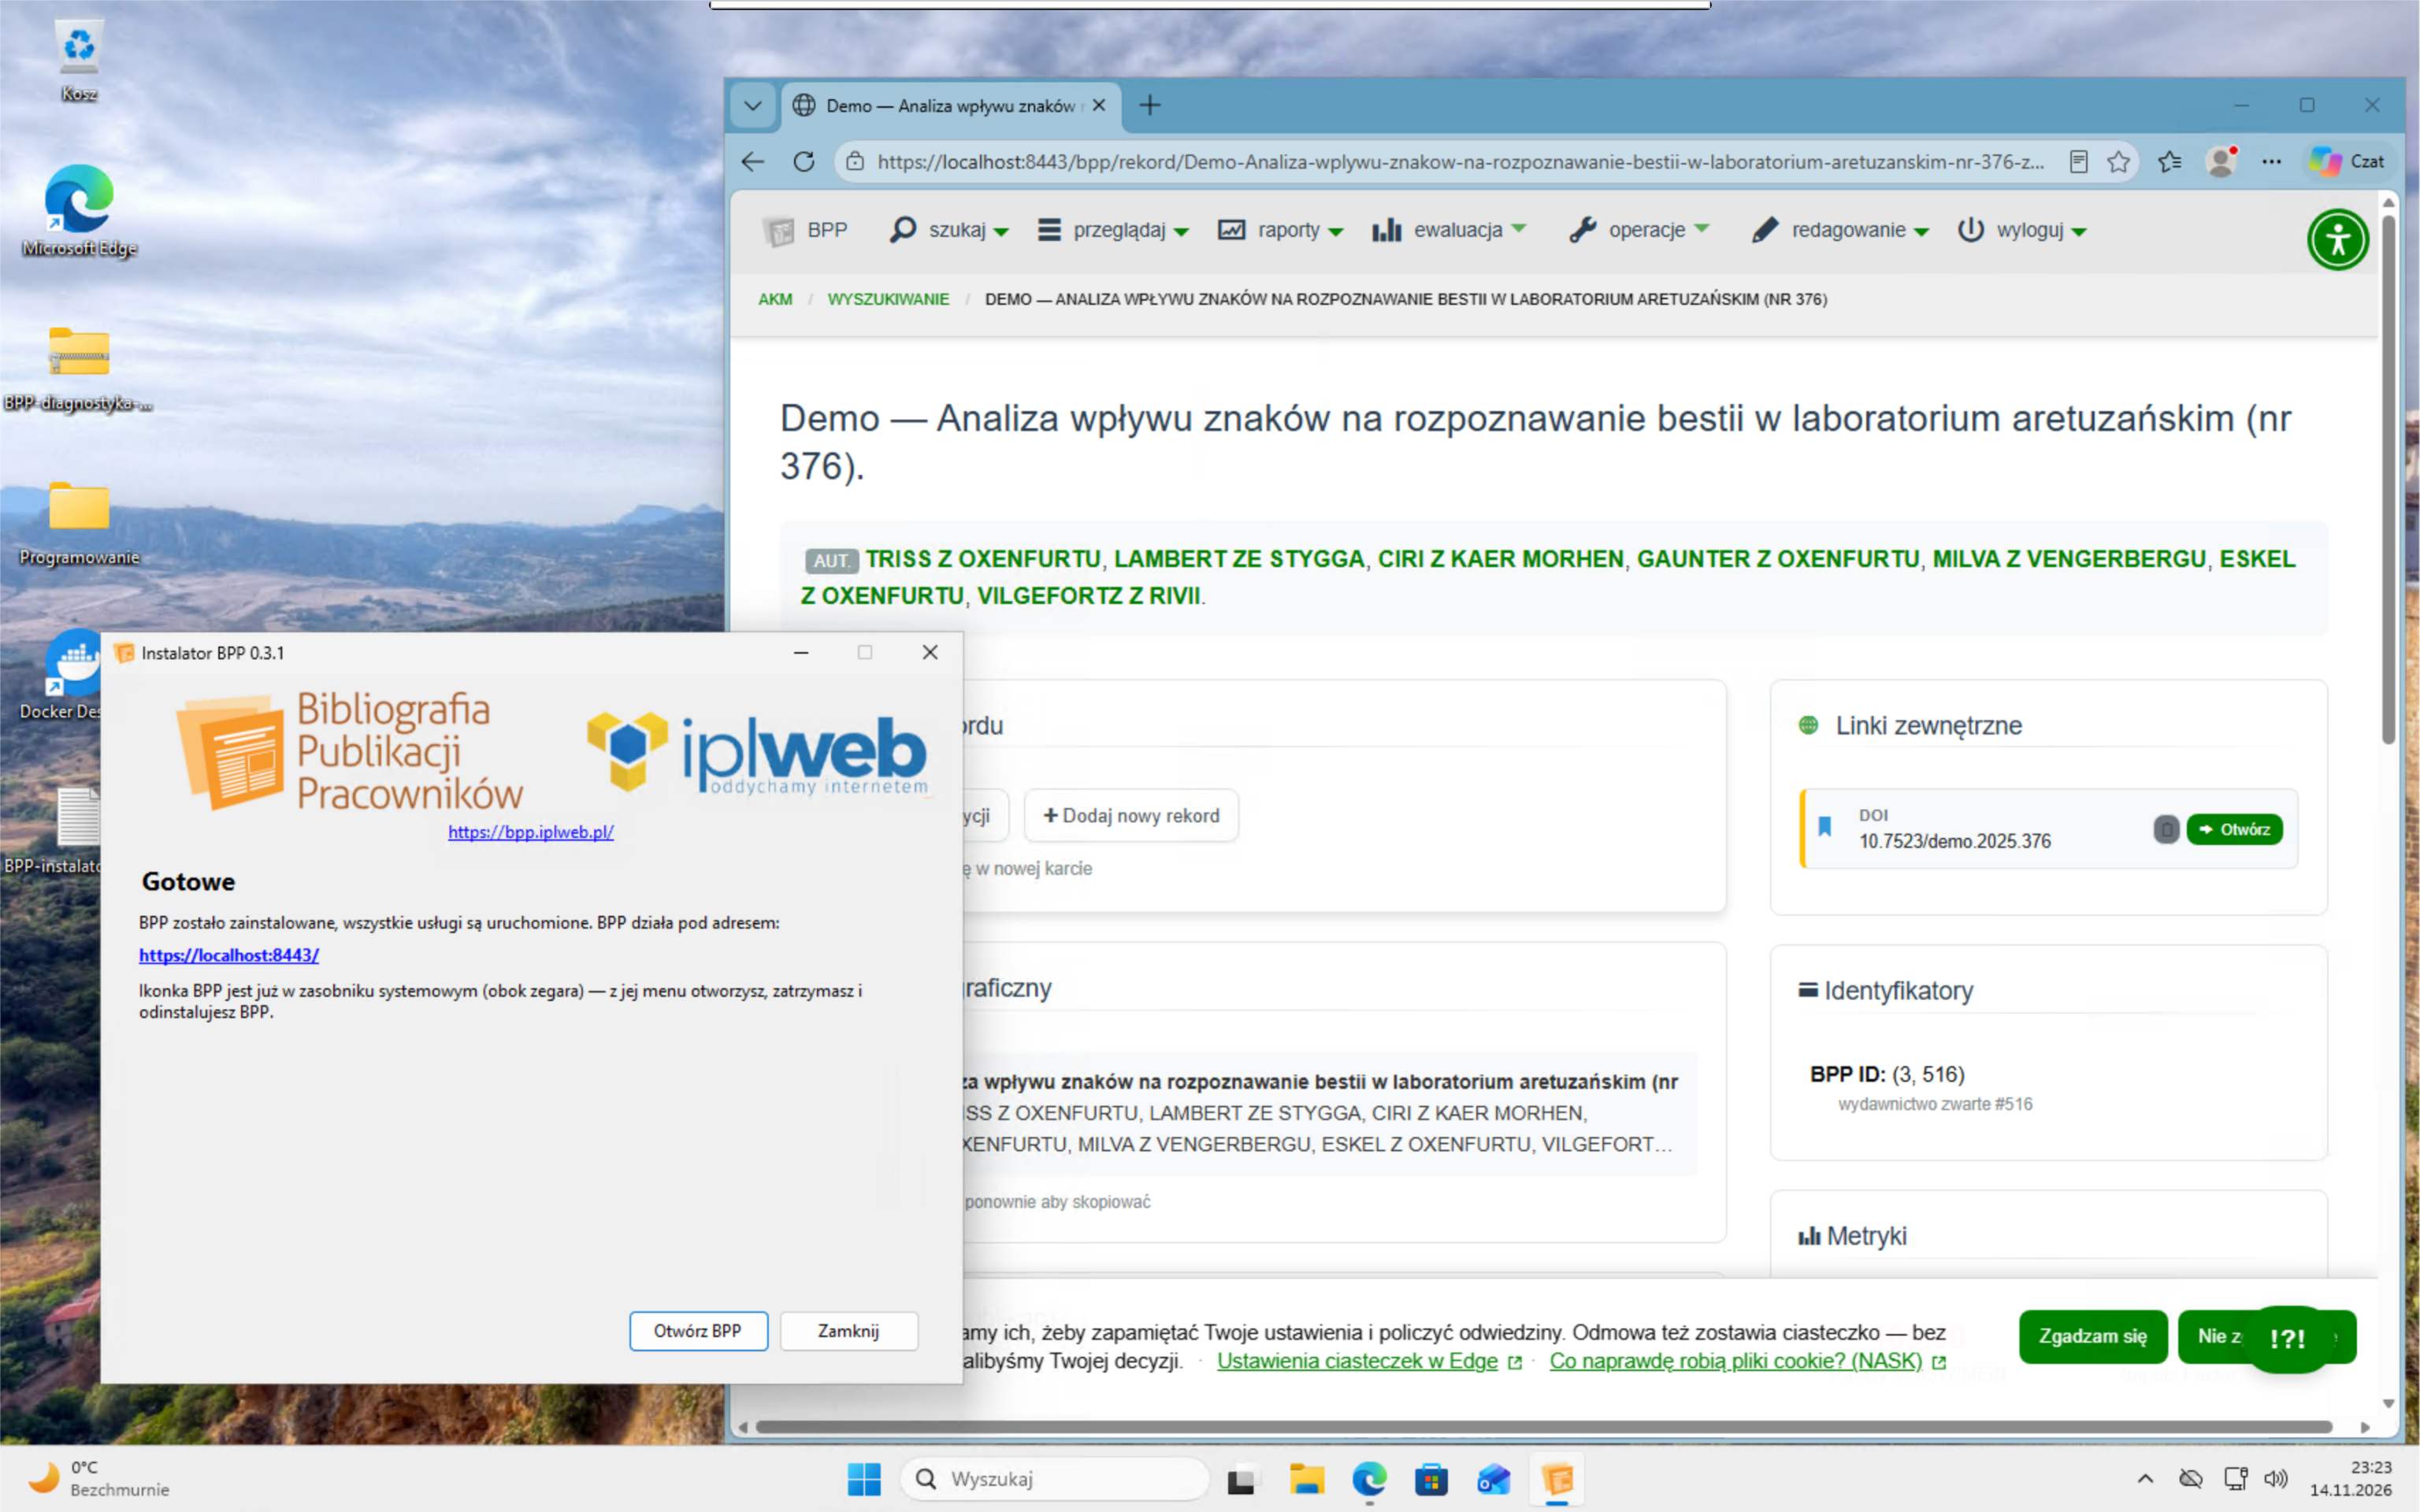 Kosz
Microsoft Edge
BPP-diagnostyka-...
Programowanie
Docker Des
BPP-instalato
Demo — Analiza wpływu znaków r
https://localhost:8443/bpp/rekord/Demo-Analiza-wplywu-znakow-na-rozpoznawanie-bestii-w-laboratorium-aretuzanskim-nr-376-z...
Czat
BPP szukaj przeglądaj raporty ewaluacja operacje redagowanie wyloguj
AKM / WYSZUKIWANIE / DEMO — ANALIZA WPŁYWU ZNAKÓW NA ROZPOZNAWANIE BESTII W LABORATORIUM ARETUZAŃSKIM (NR 376)
Demo — Analiza wpływu znaków na rozpoznawanie bestii w laboratorium aretuzańskim (nr
376).
AUT. TRISS Z OXENFURTU, LAMBERT ZE STYGGA, CIRI Z KAER MORHEN, GAUNTER Z OXENFURTU, MILVA Z VENGERBERGU, ESKEL
Z OXENFURTU, VILGEFORTZ Z RIVII.
ordu
ycji
+ Dodaj nowy rekord
ę w nowej karcie
raficzny
za wpływu znaków na rozpoznawanie bestii w laboratorium aretuzańskim (nr
ISS Z OXENFURTU, LAMBERT ZE STYGGA, CIRI Z KAER MORHEN,
XENFURTU, MILVA Z VENGERBERGU, ESKEL Z OXENFURTU, VILGEFORT...
ponownie aby skopiować
Linki zewnętrzne
DOI
10.7523/demo.2025.376
Otwórz
Identyfikatory
BPP ID: (3, 516)
wydawnictwo zwarte #516
Metryki
amy ich, żeby zapamiętać Twoje ustawienia i policzyć odwiedziny. Odmowa też zostawia ciasteczko — bez
alibyśmy Twojej decyzji. · Ustawienia ciasteczek w Edge · Co naprawdę robią pliki cookie? (NASK)
Zgadzam się
Nie z
!?!
Instalator BPP 0.3.1
Bibliografia
Publikacji
Pracowników
iplweb
oddychamy internetem
https://bpp.iplweb.pl/
Gotowe
BPP zostało zainstalowane, wszystkie usługi są uruchomione. BPP działa pod adresem:
https://localhost:8443/
Ikonka BPP jest już w zasobniku systemowym (obok zegara) — z jej menu otworzysz, zatrzymasz i
odinstalujesz BPP.
Otwórz BPP
Zamknij
0°C
Bezchmurnie
Wyszukaj
23:23
14.11.2026